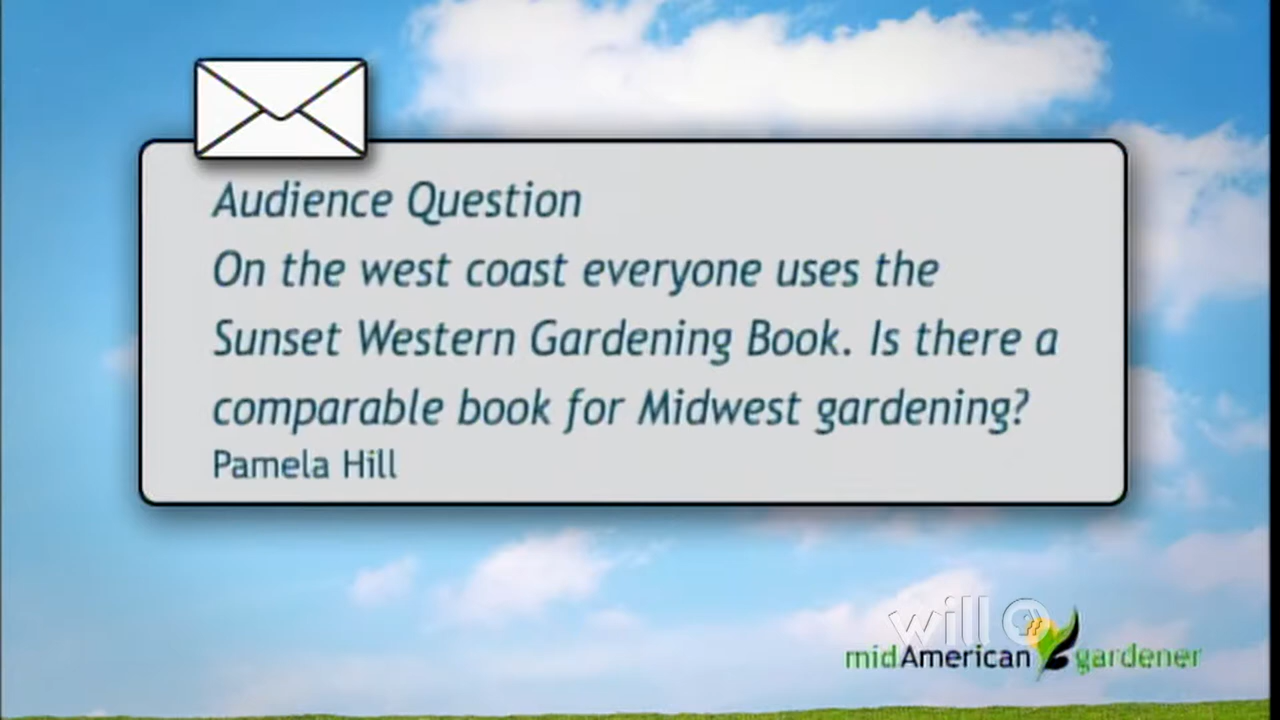 Audience Question
On the west coast everyone uses the
Sunset Western Gardening Book. Is there a
comparable book for Midwest gardening?
Pamela Hill
will
midAmerican gardener